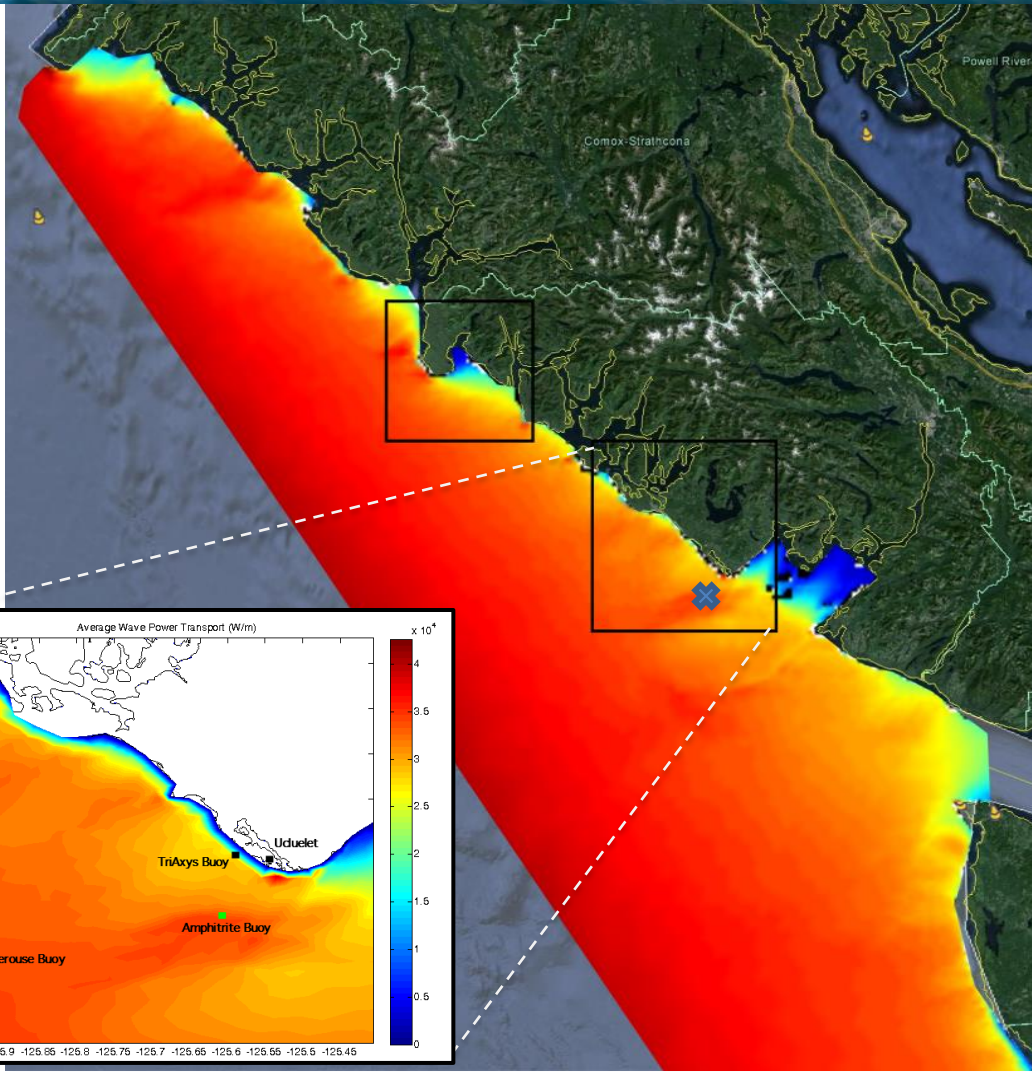 Powell River
Comox-Strathcona
Average Wave Power Transport (W/m)
x 10⁴
4
3.5
3
2.5
2
1.5
1
0.5
0
Ucluelet
TriAxys Buoy
Amphitrite Buoy
erouse Buoy
5.9 -125.85 -125.8 -125.75 -125.7 -125.65 -125.6 -125.55 -125.5 -125.45